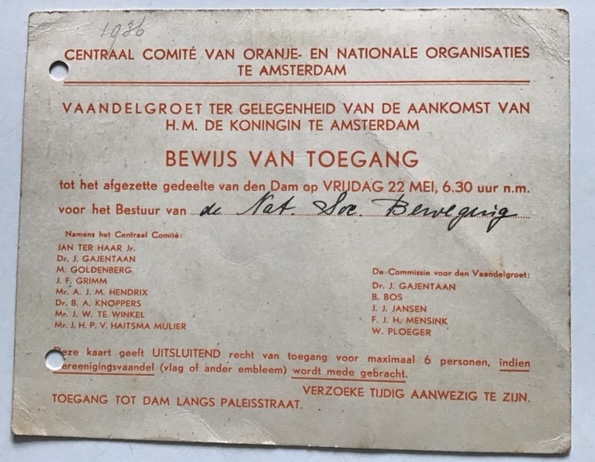 1936
CENTRAAL COMITÉ VAN ORANJE- EN NATIONALE ORGANISATIES
TE AMSTERDAM
VAANDELGROET TER GELEGENHEID VAN DE AANKOMST VAN
H.M. DE KONINGIN TE AMSTERDAM
BEWIJS VAN TOEGANG
tot het afgezette gedeelte van den Dam op VRIJDAG 22 MEI, 6.30 uur n.m.
voor het Bestuur van de Nat. Soc. Beweging
Namens het Centraal Comité:
JAN TER HAAR Jr.
Dr. J. GAJENTAAN
M. GOLDENBERG
J. F. GRIMM
Mr. A. J. M. HENDRIX
Dr. B. A. KNOPPERS
Mr. J. W. TE WINKEL
Mr. J. H. P. V. HAITSMA MULIER
De Commissie voor den Vaandelgroet:
Dr. J. GAJENTAAN
B. BOS
J. J. JANSEN
F. J. H. MENSINK
W. PLOEGER
Deze kaart geeft UITSLUITEND recht van toegang voor maximaal 6 personen, indien
vereenigingsvaandel (vlag of ander embleem) wordt mede gebracht.
VERZOEKE TIJDIG AANWEZIG TE ZIJN.
TOEGANG TOT DAM LANGS PALEISSTRAAT.